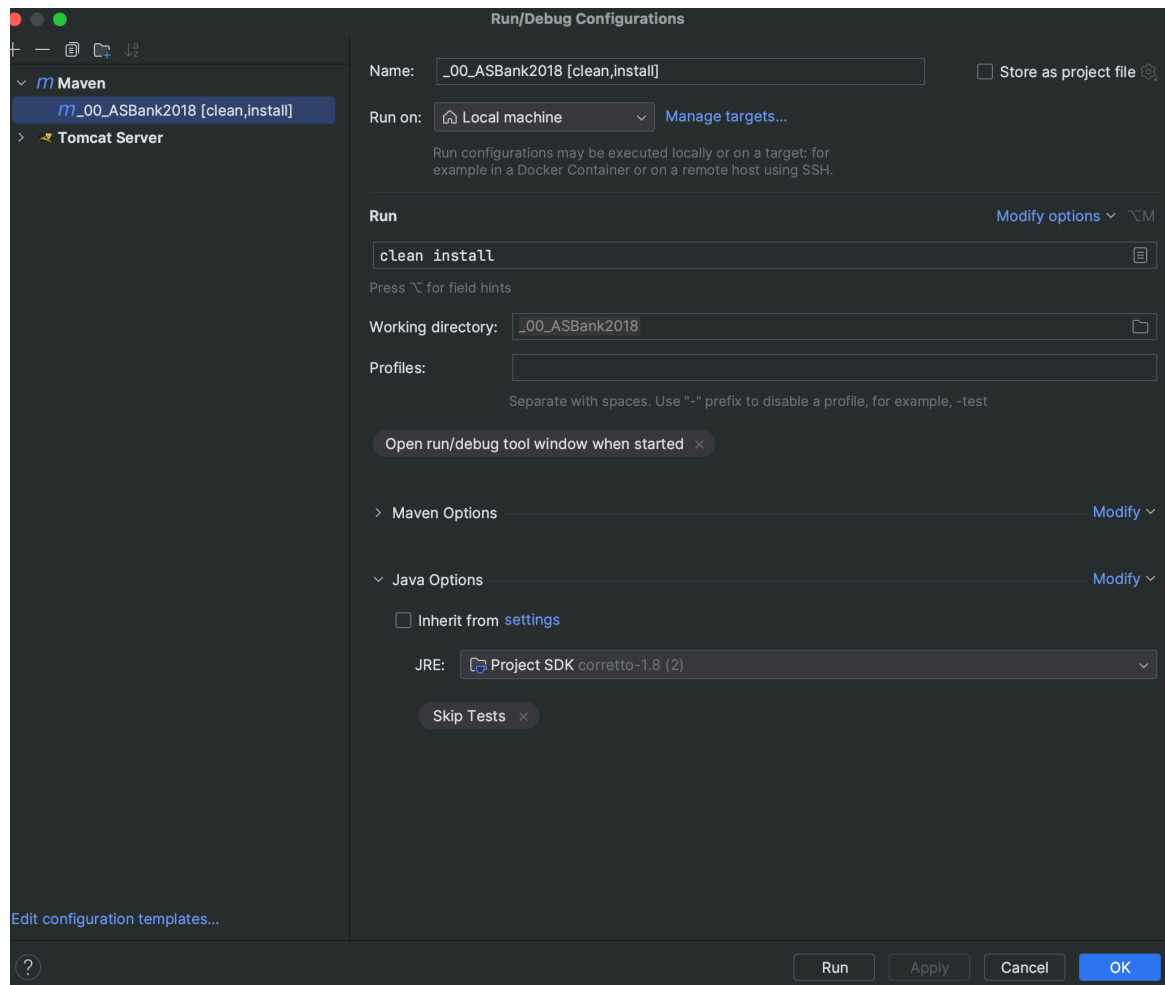 Run/Debug Configurations
Maven
_00_ASBank2018 [clean,install]
Tomcat Server
Edit configuration templates...
?
Name: _00_ASBank2018 [clean,install] Store as project file
Run on: Local machine Manage targets...
Run configurations may be executed locally or on a target: for
example in a Docker Container or on a remote host using SSH.
Run Modify options ⌥M
clean install
Press ⌥ for field hints
Working directory: _00_ASBank2018
Profiles:
Separate with spaces. Use "-" prefix to disable a profile, for example, -test
Open run/debug tool window when started ×
Maven Options Modify
Java Options Modify
Inherit from settings
JRE: Project SDK corretto-1.8 (2)
Skip Tests ×
Run Apply Cancel OK